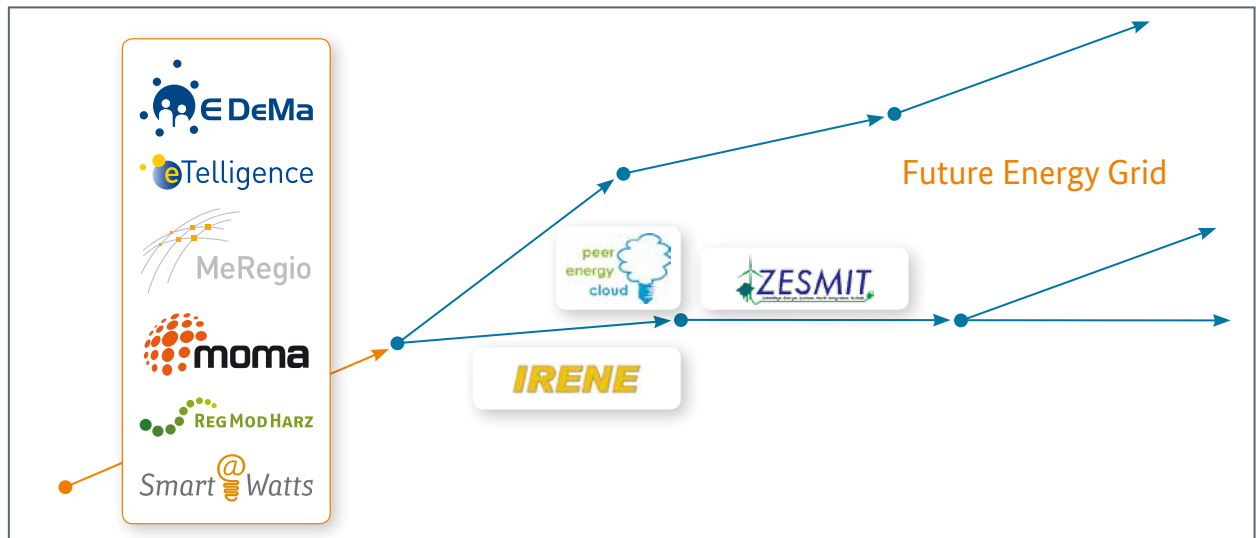 E DeMa
eTelligence
MeRegio
moma
RegModHarz
Smart@Watts
Future Energy Grid
peer
energy
cloud
ZESMIT
IRENE